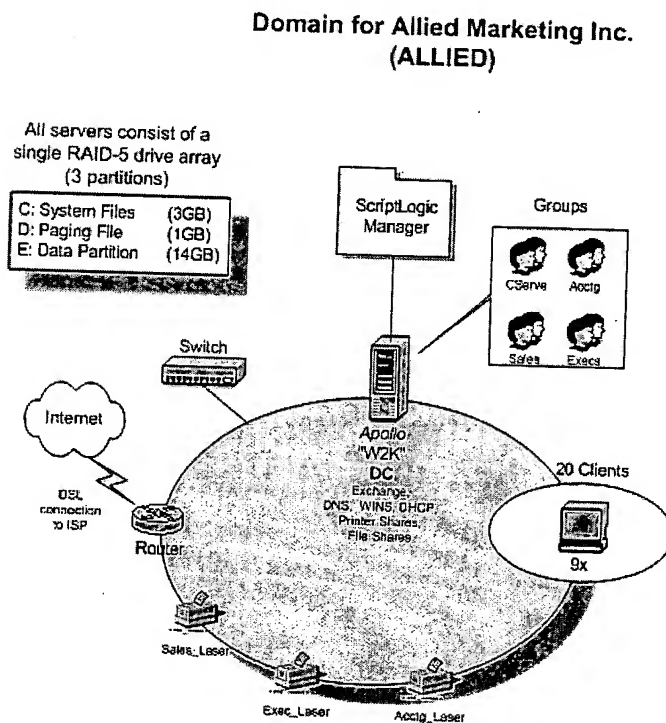 Domain for Allied Marketing Inc.
(ALLIED)
All servers consist of a
single RAID-5 drive array
(3 partitions)
C: System Files (3GB)
D: Paging File (1GB)
E: Data Partition (14GB)
ScriptLogic
Manager
Groups
CServe Acctg
Sales Execs
Switch
Internet
DSL
connection
to ISP
Router
Apollo
"W2K"
DC
Exchange,
DNS, WINS, DHCP,
Printer Shares,
File Shares
20 Clients
9x
Sales_Laser
Exec_Laser
Acctg_Laser